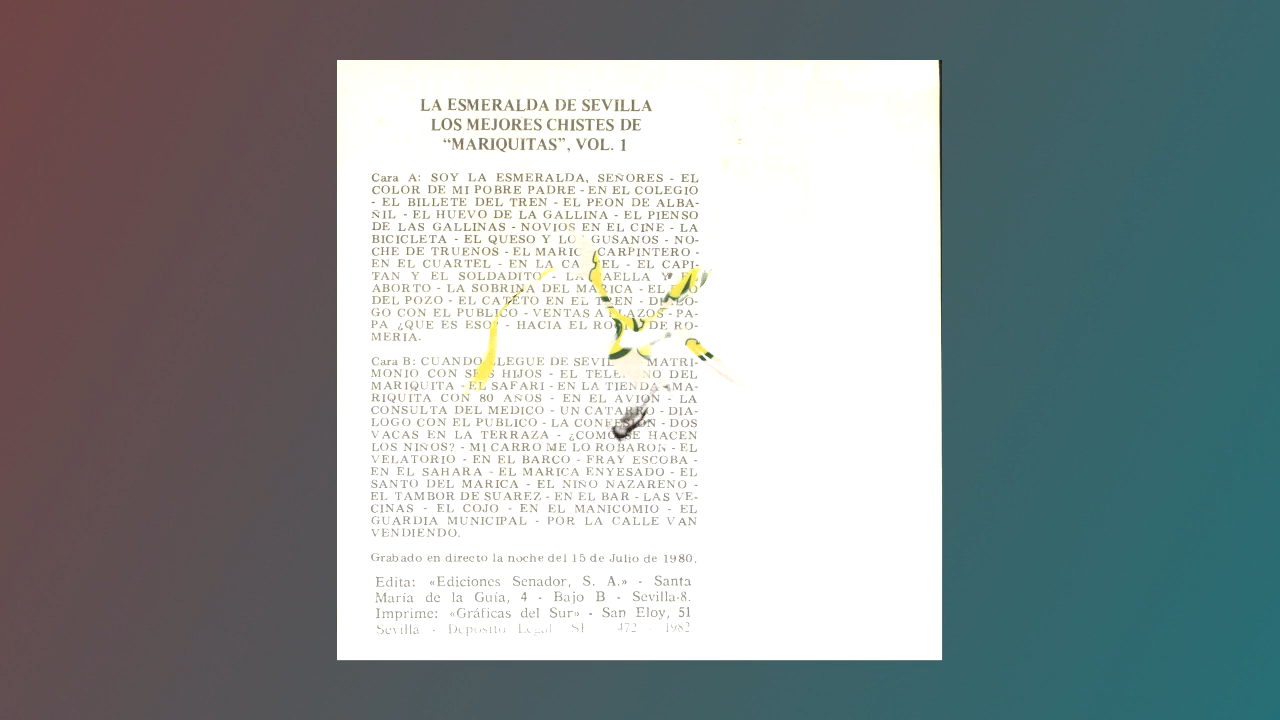 LA ESMERALDA DE SEVILLA
LOS MEJORES CHISTES DE
“MARIQUITAS”, VOL. 1
Cara A: SOY LA ESMERALDA, SEÑORES - EL
COLOR DE MI POBRE PADRE - EN EL COLEGIO
- EL BILLETE DEL TREN - EL PEON DE ALBA-
ÑIL - EL HUEVO DE LA GALLINA - EL PIENSO
DE LAS GALLINAS - NOVIOS EN EL CINE - LA
BICICLETA - EL QUESO Y LOS GUSANOS - NO-
CHE DE TRUENOS - EL MARICA CARPINTERO -
EN EL CUARTEL - EN LA - EL CAPI-
TAN Y EL SOLDADITO - LA Y
ABORTO - LA SOBRINA DEL MARICA - EL
DEL POZO - EL CATETO EN EL TREN - DIALO-
GO CON EL PUBLICO - VENTAS A PLAZOS - PA-
PA ¿QUE ES ESO? - HACIA EL DE RO-
MERIA.
Cara B: CUANDO LLEGUE DE SEVILLA MATRI-
MONIO CON SEIS HIJOS - EL TELEFONO DEL
MARIQUITA - EL SAFARI - EN LA TIENDA - MA-
RIQUITA CON 80 AÑOS - EN EL AVION - LA
CONSULTA DEL MEDICO - UN CATARRO - DIA-
LOGO CON EL PUBLICO - LA CONFESION - DOS
VACAS EN LA TERRAZA - ¿COMO SE HACEN
LOS NIÑOS? - MI CARRO ME LO ROBARON - EL
VELATORIO - EN EL BARCO - FRAY ESCOBA -
EN EL SAHARA - EL MARICA ENYESADO - EL
SANTO DEL MARICA - EL NIÑO NAZARENO -
EL TAMBOR DE SUAREZ - EN EL BAR - LAS VE-
CINAS - EL COJO - EN EL MANICOMIO - EL
GUARDIA MUNICIPAL - POR LA CALLE VAN
VENDIENDO.
Grabado en directo la noche del 15 de Julio de 1980.
Edita: «Ediciones Senador, S. A.» - Santa
María de la Guía, 4 - Bajo B - Sevilla-8.
Imprime: «Gráficas del Sur» - San Eloy, 51
Sevilla - Depósito Legal SE 472 1982